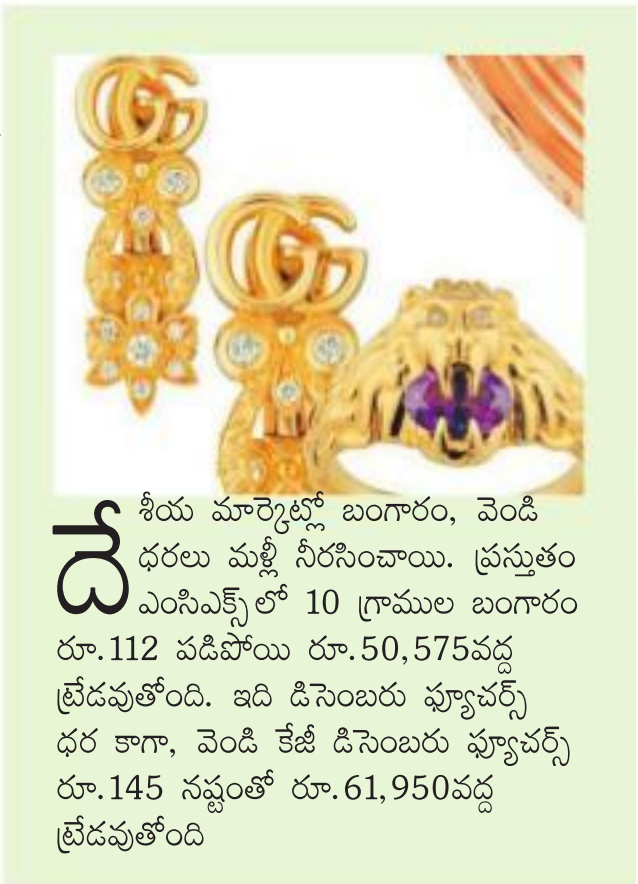 దేశీయ మార్కెట్లో బంగారం, వెండి
ధరలు మళ్లీ నీరసించాయి. ప్రస్తుతం
ఎంసిఎక్స్‌లో 10 గ్రాముల బంగారం
రూ.112 పడిపోయి రూ.50,575వద్ద
ట్రేడవుతోంది. ఇది డిసెంబరు ఫ్యూచర్స్
ధర కాగా, వెండి కేజీ డిసెంబరు ఫ్యూచర్స్
రూ.145 నష్టంతో రూ.61,950వద్ద
ట్రేడవుతోంది